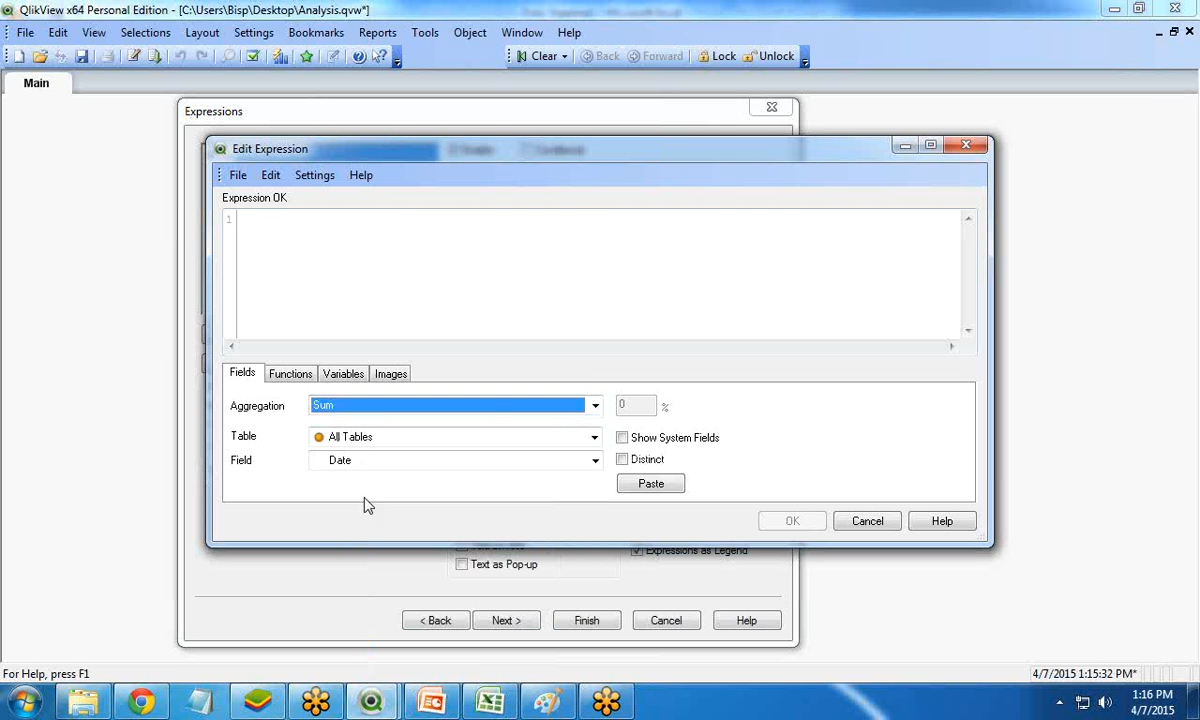 QlikView x64 Personal Edition - [C:\Users\Bisp\Desktop\Analysis.qvw*]
File Edit View Selections Layout Settings Bookmarks Reports Tools Object Window Help
Clear Back Forward Lock Unlock
Main
Expressions
Edit Expression
File Edit Settings Help
Expression OK
1
Fields Functions Variables Images
Aggregation Sum 0 %
Table All Tables Show System Fields
Field Date Distinct
Paste
OK Cancel Help
Expressions as Legend
Text as Pop-up
< Back Next > Finish Cancel Help
For Help, press F1 4/7/2015 1:15:32 PM*
1:16 PM
4/7/2015